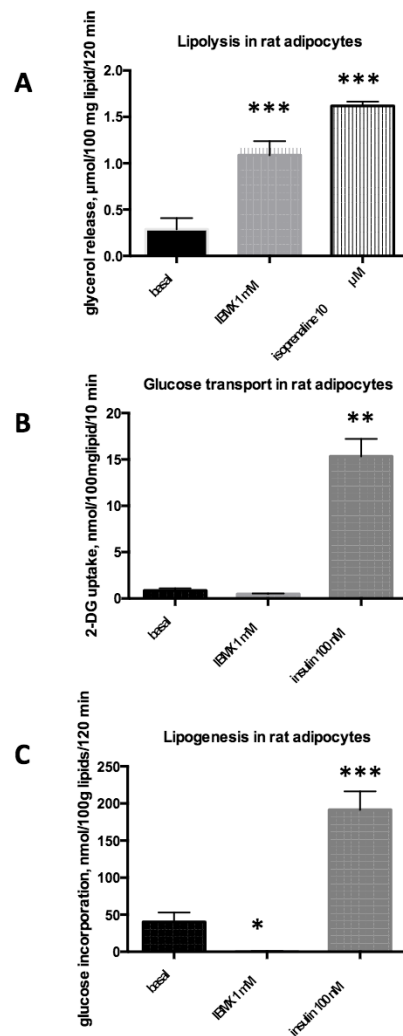 Lipolysis in rat adipocytes
A
glycerol release, µmol/100 mg lipid/120 min
2.0
1.5
1.0
0.5
0.0
***
***
basal
IBMX 1 mM
isoprenaline 10
µM
Glucose transport in rat adipocytes
B
2-DG uptake, nmol/100mglipid/10 min
20
15
10
5
0
**
basal
IBMX 1 mM
insulin 100 nM
Lipogenesis in rat adipocytes
C
glucose incorporation, nmol/100g lipids/120 min
250
200
150
100
50
0
*
***
basal
IBMX 1 mM
insulin 100 nM